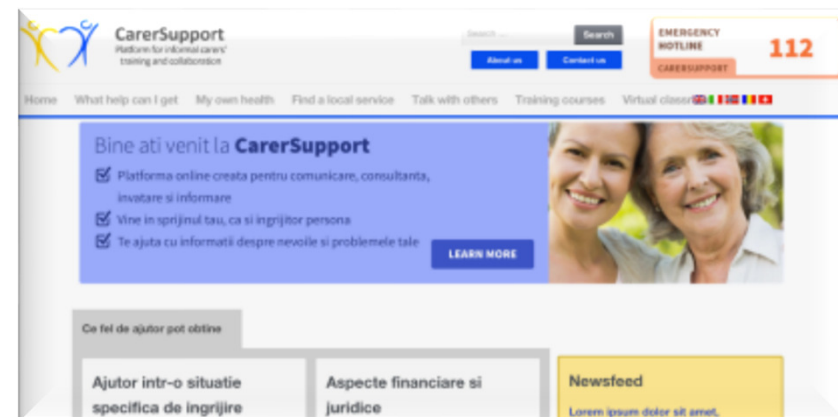 CarerSupport
Platform for informal carers'
training and collaboration
Search ...
Search
About us
Contact us
EMERGENCY
HOTLINE
112
CARERSUPPORT
Home What help can I get My own health Find a local service Talk with others Training courses Virtual
Bine ati venit la CarerSupport
Platforma online creata pentru comunicare, consultanta,
invatare si informare
Vine in sprijinul tau, ca si ingrijitor persona
Te ajuta cu informatii despre nevoile si problemele tale
LEARN MORE
Ce fel de ajutor pot obtine
Ajutor intr-o situatie
specifica de ingrijire
Aspecte financiare si
juridice
Newsfeed
Lorem ipsum dolor sit amet,